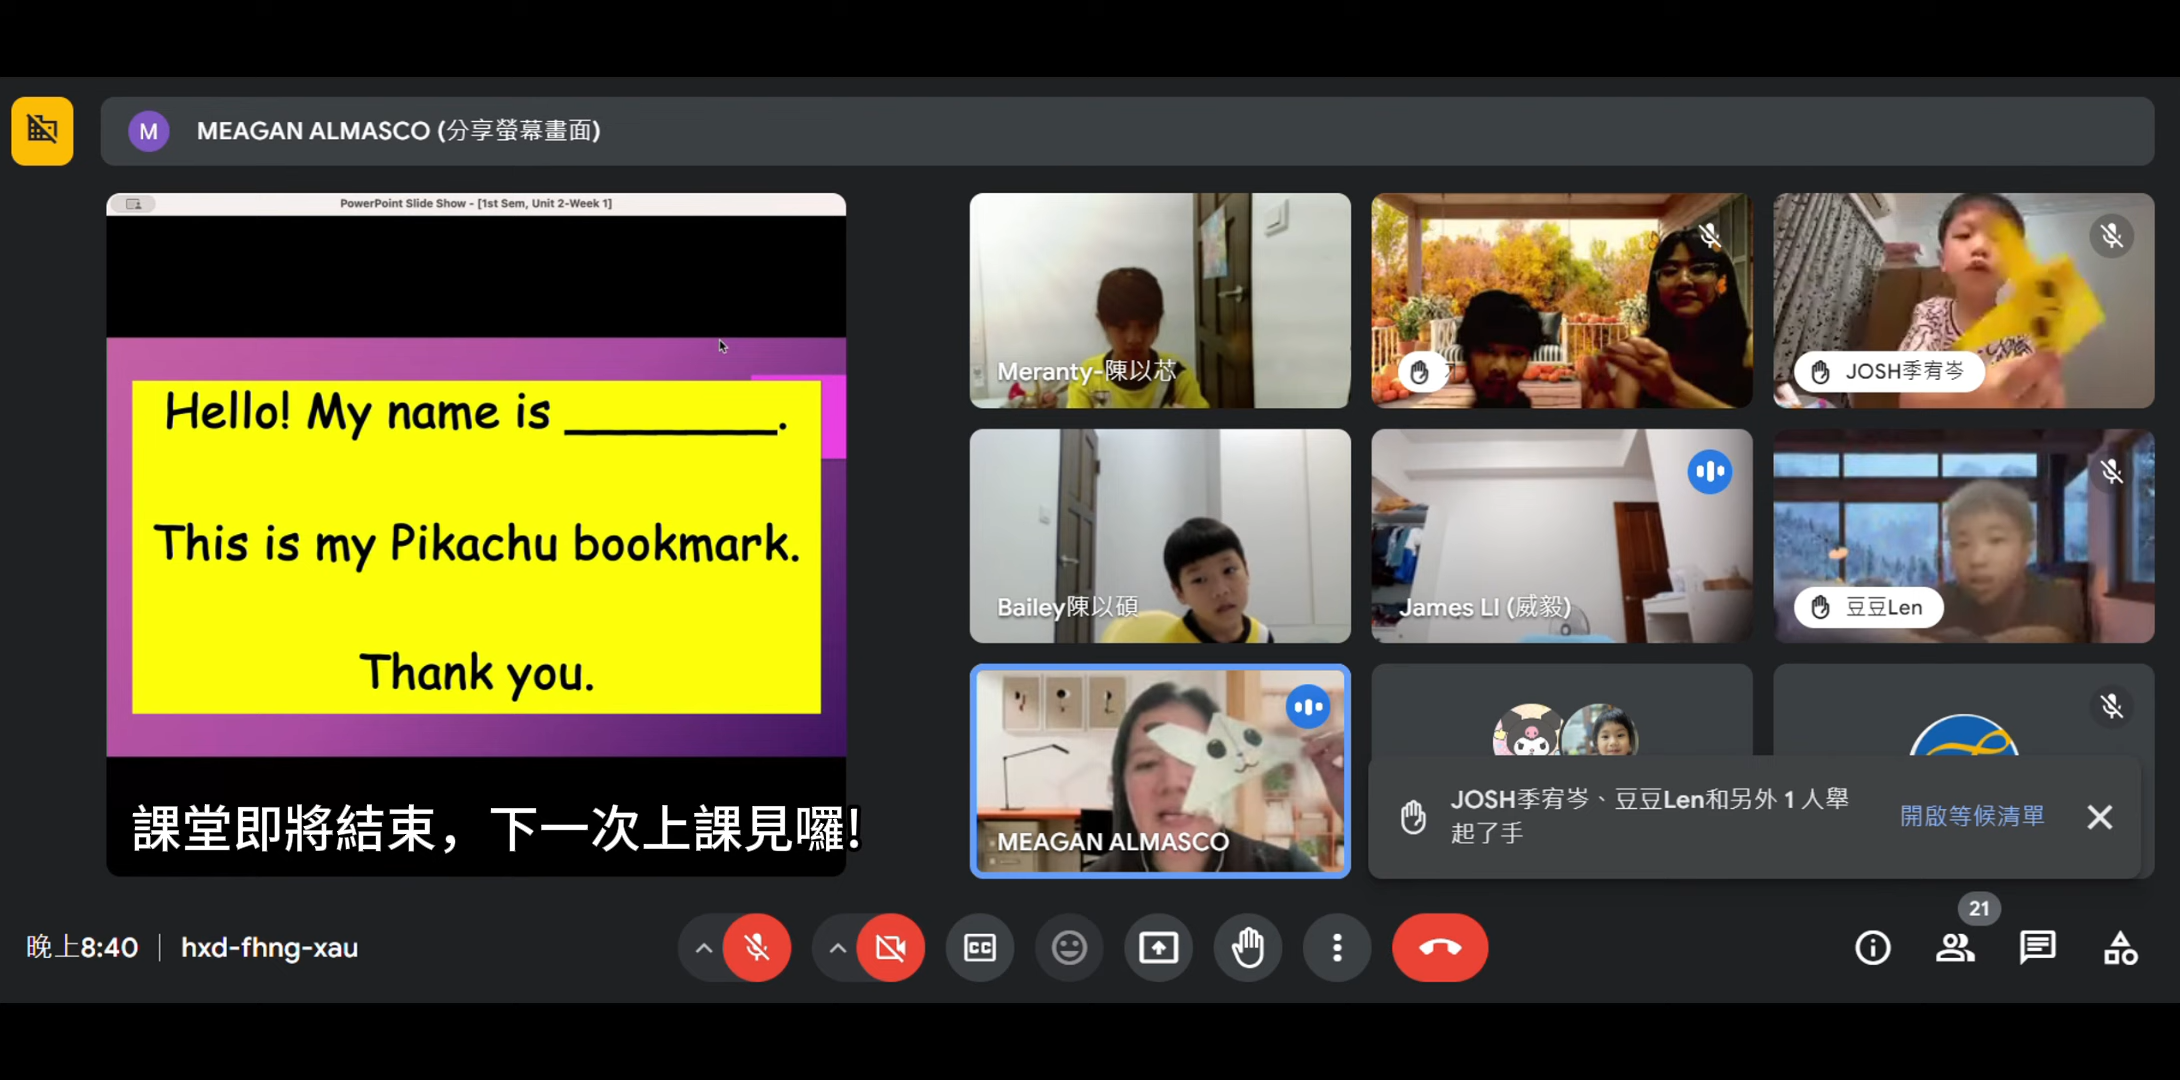 M MEAGAN ALMASCO (分享螢幕畫面)
PowerPoint Slide Show - [1st Sem, Unit 2-Week 1]
Hello! My name is ________.
This is my Pikachu bookmark.
Thank you.
課堂即將結束，下一次上課見囉!
Meranty-陳以芯
JOSH季宥岑
Bailey陳以碩
James LI (威毅)
豆豆Len
MEAGAN ALMASCO
JOSH季宥岑、豆豆Len和另外 1 人舉
起了手
開啟等候清單
晚上8:40
hxd-fhng-xau
CC
21